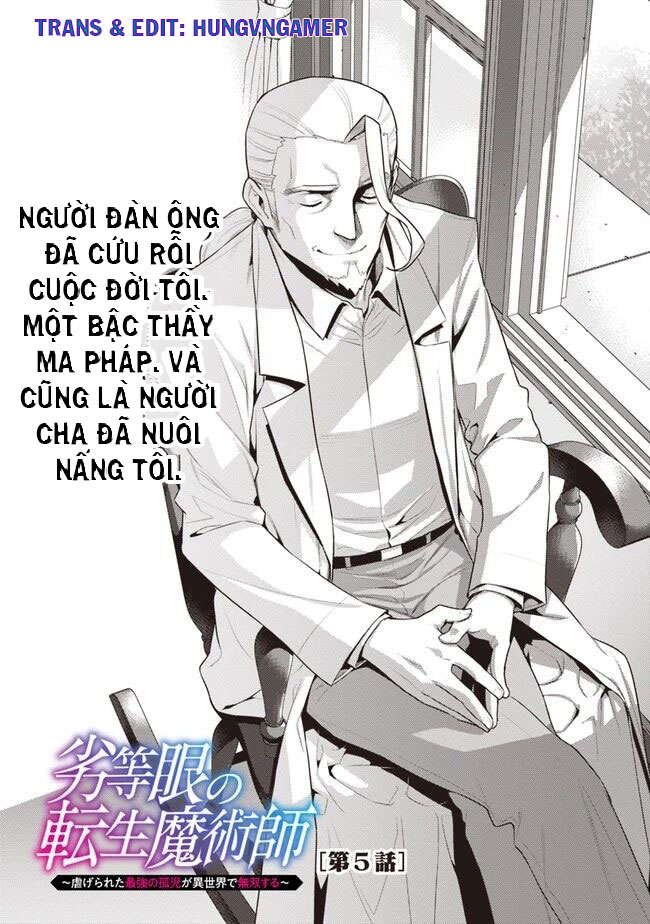 TRANS & EDIT: HUNGVNGAMER
NGƯỜI ĐÀN ÔNG
ĐÃ CỨU RỖI
CUỘC ĐỜI TÔI.
MỘT BẬC THẦY
MA PHÁP. VÀ
CŨNG LÀ NGƯỜI
CHA ĐÃ NUÔI
NẤNG TÔI.
劣等眼の
転生魔術師
～虐げられた最強の孤児が異世界で無双する～
[第5話]